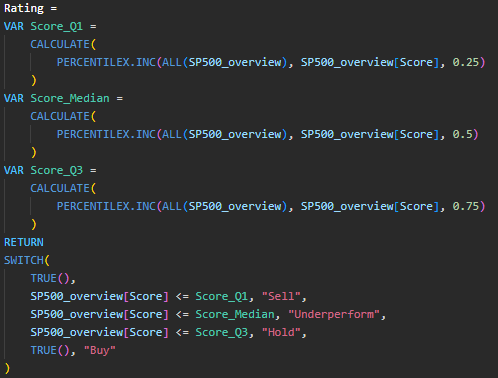 Rating =
VAR Score_Q1 =
    CALCULATE(
        PERCENTILEX.INC(ALL(SP500_overview), SP500_overview[Score], 0.25)
    )
VAR Score_Median =
    CALCULATE(
        PERCENTILEX.INC(ALL(SP500_overview), SP500_overview[Score], 0.5)
    )
VAR Score_Q3 =
    CALCULATE(
        PERCENTILEX.INC(ALL(SP500_overview), SP500_overview[Score], 0.75)
    )
RETURN
SWITCH(
    TRUE(),
    SP500_overview[Score] <= Score_Q1, "Sell",
    SP500_overview[Score] <= Score_Median, "Underperform",
    SP500_overview[Score] <= Score_Q3, "Hold",
    TRUE(), "Buy"
)